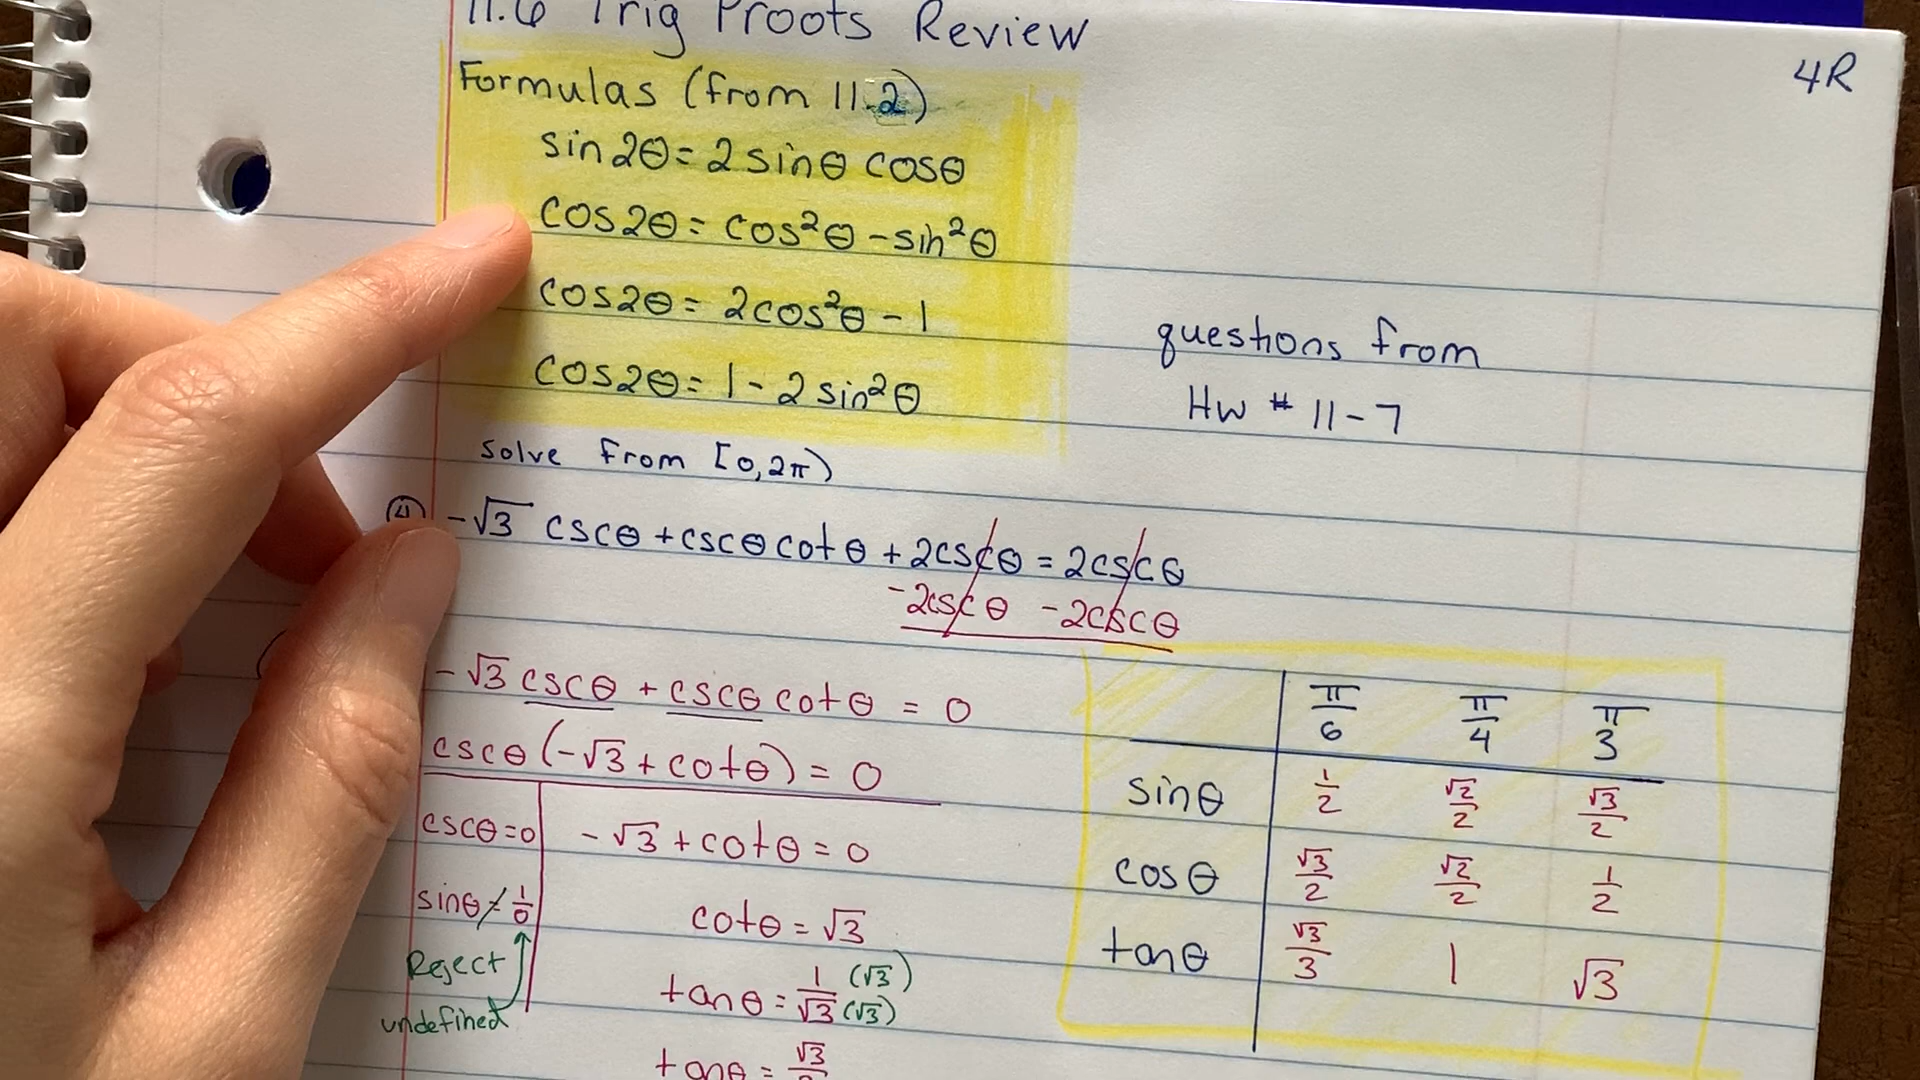 11.6 Trig Proofs Review
4R
Formulas (from 11.2)
sin2θ = 2sinθ cosθ
cos2θ = cos²θ - sin²θ
cos2θ = 2cos²θ - 1
cos2θ = 1 - 2sin²θ
questions from
HW # 11-7
solve from [0,2π)
④ -√3 cscθ + cscθ cotθ + 2cscθ = 2cscθ
-2cscθ -2cscθ
-√3 cscθ + cscθ cotθ = 0
cscθ(-√3 + cotθ) = 0
cscθ=0
-√3 + cotθ = 0
sinθ ≠ 1/0
cotθ = √3
Reject
undefined
tanθ = 1/√3 (√3)/(√3)
tanθ = √3
π/6 π/4 π/3
sinθ 1/2 √2/2 √3/2
cosθ √3/2 √2/2 1/2
tanθ √3/3 1 √3